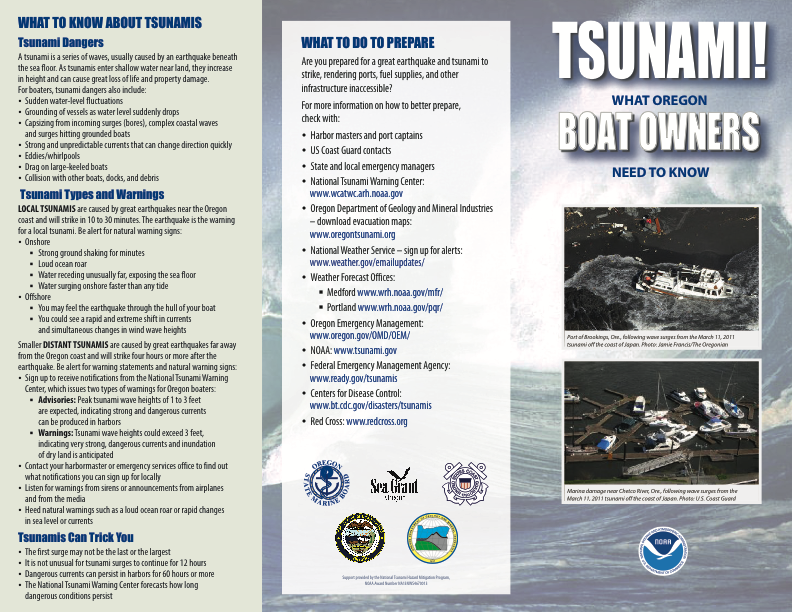 WHAT TO KNOW ABOUT TSUNAMIS
Tsunami Dangers
A tsunami is a series of waves, usually caused by an earthquake beneath
the sea floor. As tsunamis enter shallow water near land, they increase
in height and can cause great loss of life and property damage.
For boaters, tsunami dangers also include:
• Sudden water-level fluctuations
• Grounding of vessels as water level suddenly drops
• Capsizing from incoming surges (bores), complex coastal waves
and surges hitting grounded boats
• Strong and unpredictable currents that can change direction quickly
• Eddies/whirlpools
• Drag on large-keeled boats
• Collision with other boats, docks, and debris
Tsunami Types and Warnings
LOCAL TSUNAMIS are caused by great earthquakes near the Oregon
coast and will strike in 10 to 30 minutes. The earthquake is the warning
for a local tsunami. Be alert for natural warning signs:
• Onshore
• Strong ground shaking for minutes
• Loud ocean roar
• Water receding unusually far, exposing the sea floor
• Water surging onshore faster than any tide
• Offshore
• You may feel the earthquake through the hull of your boat
• You could see a rapid and extreme shift in currents
and simultaneous changes in wind wave heights
Smaller DISTANT TSUNAMIS are caused by great earthquakes far away
from the Oregon coast and will strike four hours or more after the
earthquake. Be alert for warning statements and natural warning signs:
• Sign up to receive notifications from the National Tsunami Warning
Center, which issues two types of warnings for Oregon boaters:
• Advisories: Peak tsunami wave heights of 1 to 3 feet
are expected, indicating strong and dangerous currents
can be produced in harbors
• Warnings: Tsunami wave heights could exceed 3 feet,
indicating very strong, dangerous currents and inundation
of dry land is anticipated
• Contact your harbormaster or emergency services office to find out
what notifications you can sign up for locally
• Listen for warnings from sirens or announcements from airplanes
and from the media
• Heed natural warnings such as a loud ocean roar or rapid changes
in sea level or currents
Tsunamis Can Trick You
• The first surge may not be the last or the largest
• It is not unusual for tsunami surges to continue for 12 hours
• Dangerous currents can persist in harbors for 60 hours or more
• The National Tsunami Warning Center forecasts how long
dangerous conditions persist
WHAT TO DO TO PREPARE
Are you prepared for a great earthquake and tsunami to
strike, rendering ports, fuel supplies, and other
infrastructure inaccessible?
For more information on how to better prepare,
check with:
• Harbor masters and port captains
• US Coast Guard contacts
• State and local emergency managers
• National Tsunami Warning Center:
www.wcatwc.arh.noaa.gov
• Oregon Department of Geology and Mineral Industries
– download evacuation maps:
www.oregontsunami.org
• National Weather Service – sign up for alerts:
www.weather.gov/emailupdates/
• Weather Forecast Offices:
• Medford www.wrh.noaa.gov/mfr/
• Portland www.wrh.noaa.gov/pqr/
• Oregon Emergency Management:
www.oregon.gov/OMD/OEM/
• NOAA: www.tsunami.gov
• Federal Emergency Management Agency:
www.ready.gov/tsunamis
• Centers for Disease Control:
www.bt.cdc.gov/disasters/tsunamis
• Red Cross: www.redcross.org
OREGON
STATE MARINE BOARD
Sea Grant
Oregon
Support provided by the National Tsunami Hazard Mitigation Program,
TSUNAMI!
WHAT OREGON
BOAT OWNERS
NEED TO KNOW
Port of Brookings, Ore., following wave surges from the March 11, 2011
tsunami off the coast of Japan. Photo: Jamie Francis/The Oregonian
Marina damage near Chetco River, Ore., following wave surges from the
March 11, 2011 tsunami off the coast of Japan. Photo: U.S. Coast Guard
NOAA